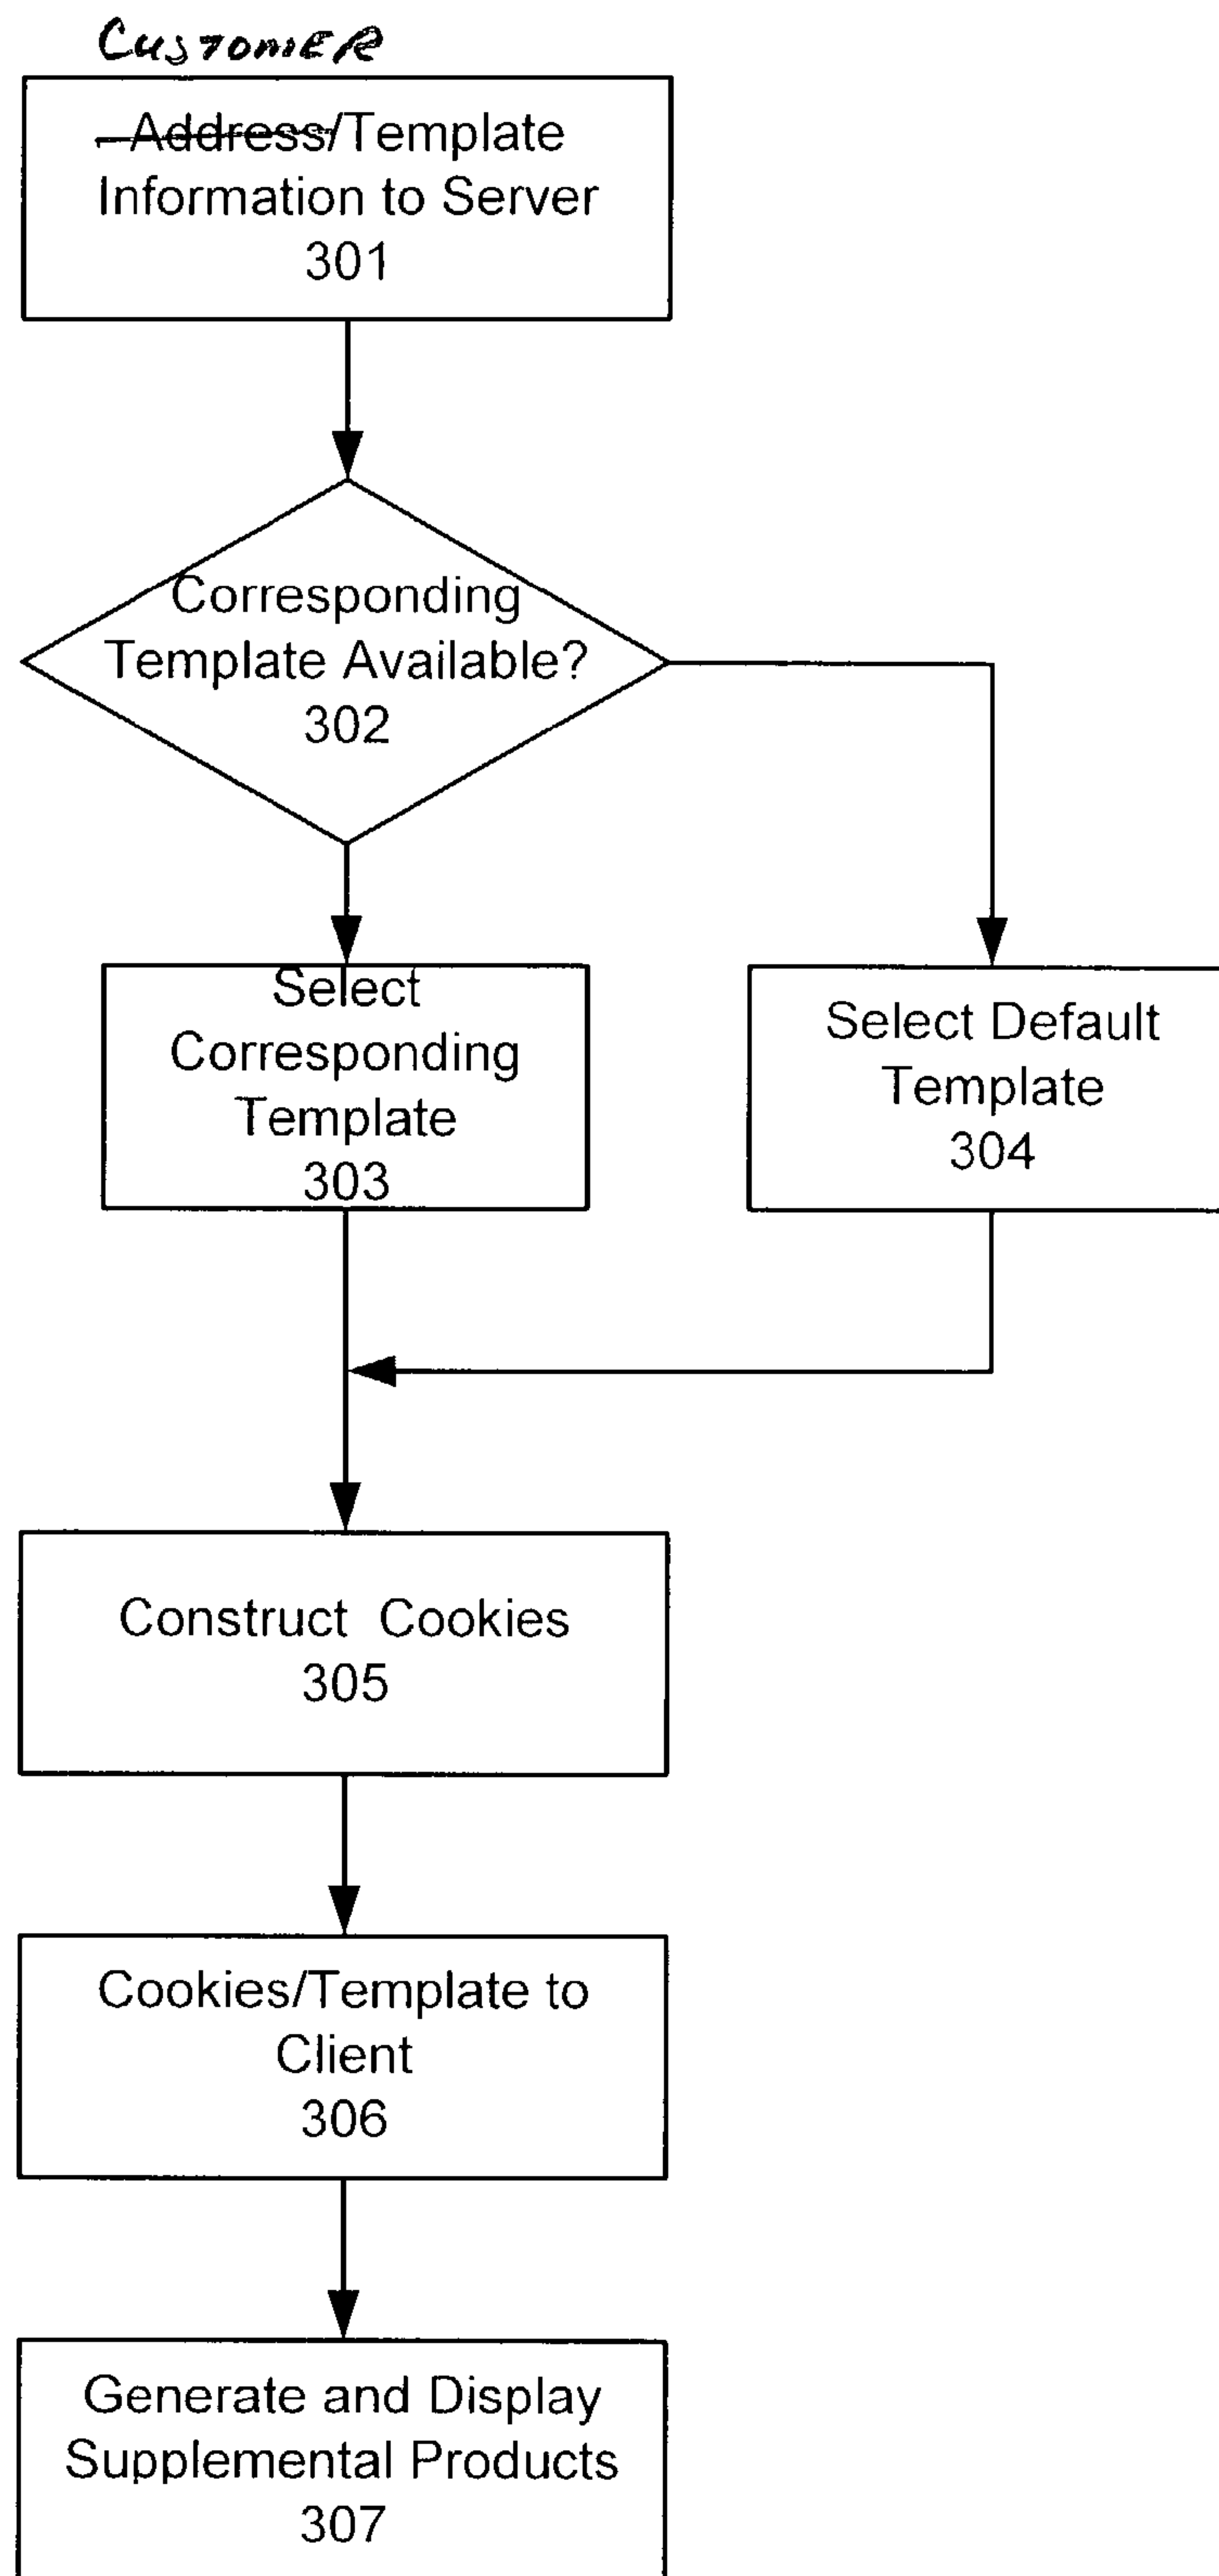 CUSTOMER
Address/Template
Information to Server
301
Corresponding
Template Available?
302
Select
Corresponding
Template
303
Select Default
Template
304
Construct Cookies
305
Cookies/Template to
Client
306
Generate and Display
Supplemental Products
307